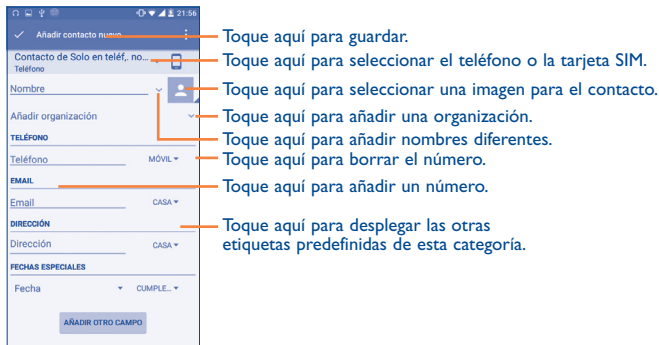 21:56
Añadir contacto nuevo
Toque aquí para guardar.
Contacto de Solo en teléf,. no...
Teléfono
Toque aquí para seleccionar el teléfono o la tarjeta SIM.
Nombre
Toque aquí para seleccionar una imagen para el contacto.
Añadir organización
Toque aquí para añadir una organización.
Toque aquí para añadir nombres diferentes.
TELÉFONO
Teléfono
MÓVIL
Toque aquí para borrar el número.
EMAIL
Toque aquí para añadir un número.
Email
CASA
DIRECCIÓN
Toque aquí para desplegar las otras
etiquetas predefinidas de esta categoría.
Dirección
CASA
FECHAS ESPECIALES
Fecha
CUMPLE...
AÑADIR OTRO CAMPO